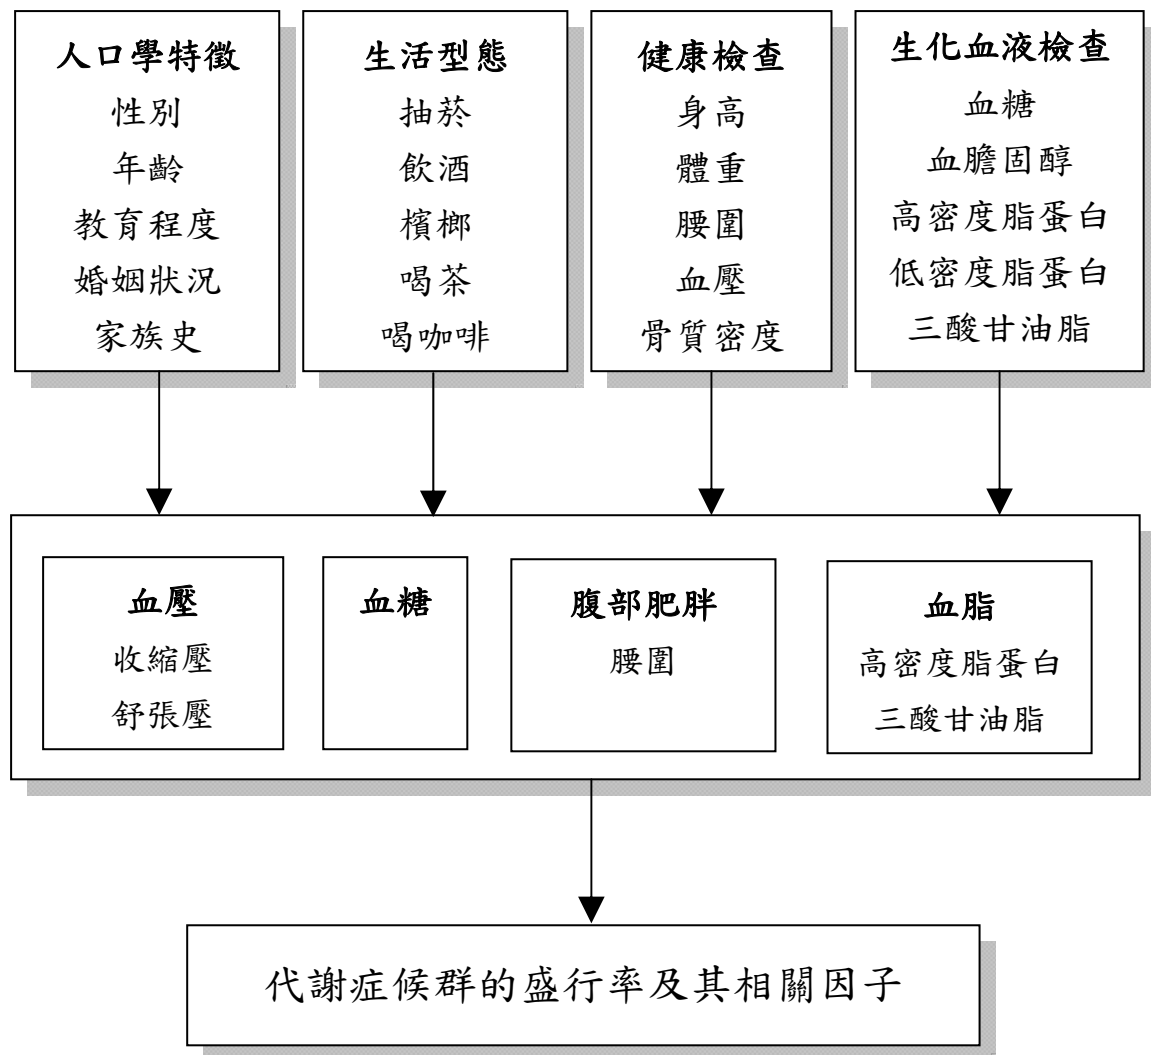 人口學特徵
性別
年齡
教育程度
婚姻狀況
家族史
生活型態
抽菸
飲酒
檳榔
喝茶
喝咖啡
健康檢查
身高
體重
腰圍
血壓
骨質密度
生化血液檢查
血糖
血膽固醇
高密度脂蛋白
低密度脂蛋白
三酸甘油脂
血壓
收縮壓
舒張壓
血糖
腹部肥胖
腰圍
血脂
高密度脂蛋白
三酸甘油脂
代謝症候群的盛行率及其相關因子